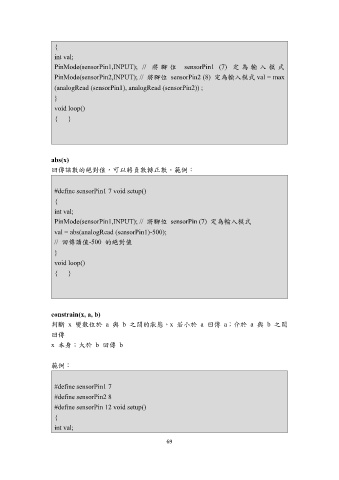 {
int val;
PinMode(sensorPin1,INPUT); // 將腳位 sensorPin1 (7) 定為輸入模式
PinMode(sensorPin2,INPUT); // 將腳位 sensorPin2 (8) 定為輸入模式 val = max
(analogRead (sensorPin1), analogRead (sensorPin2)) ;
}
void loop()
{ }
abs(x)
回傳該數的絕對值，可以將負數轉正數。範例：
#define sensorPin1 7 void setup()
{
int val;
PinMode(sensorPin1,INPUT); // 將腳位 sensorPin (7) 定為輸入模式
val = abs(analogRead (sensorPin1)-500);
// 回傳讀值-500 的絕對值
}
void loop()
{ }
constrain(x, a, b)
判斷 x 變數位於 a 與 b 之間的狀態。x 若小於 a 回傳 a；介於 a 與 b 之間
回傳
x 本身；大於 b 回傳 b
範例：
#define sensorPin1 7
#define sensorPin2 8
#define sensorPin 12 void setup()
{
int val;
69